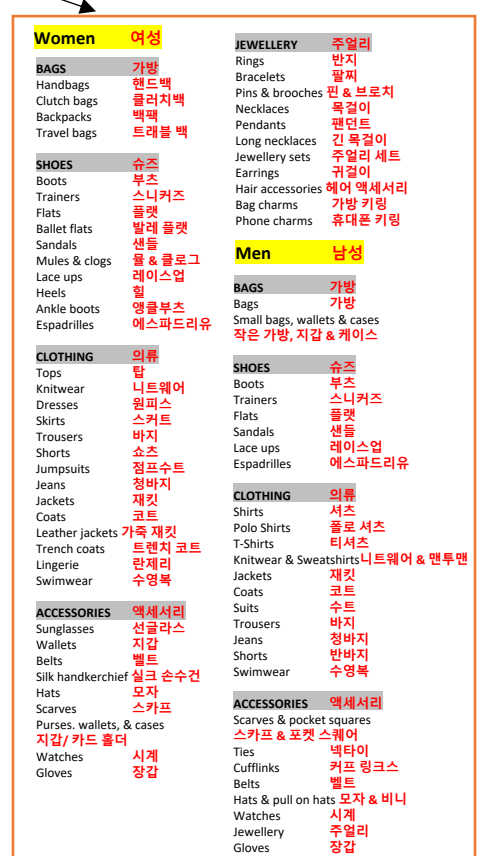 Women 여성
BAGS 가방
Handbags 핸드백
Clutch bags 클러치백
Backpacks 백팩
Travel bags 트래블 백
SHOES 슈즈
Boots 부츠
Trainers 스니커즈
Flats 플랫
Ballet flats 발레 플랫
Sandals 샌들
Mules & clogs 뮬 & 클로그
Lace ups 레이스업
Heels 힐
Ankle boots 앵클부츠
Espadrilles 에스파드리유
CLOTHING 의류
Tops 탑
Knitwear 니트웨어
Dresses 원피스
Skirts 스커트
Trousers 바지
Shorts 쇼츠
Jumpsuits 점프수트
Jeans 청바지
Jackets 재킷
Coats 코트
Leather jackets 가죽 재킷
Trench coats 트렌치 코트
Lingerie 란제리
Swimwear 수영복
ACCESSORIES 액세서리
Sunglasses 선글라스
Wallets 지갑
Belts 벨트
Silk handkerchief 실크 손수건
Hats 모자
Scarves 스카프
Purses. wallets, & cases
지갑/ 카드 홀더
Watches 시계
Gloves 장갑
JEWELLERY 주얼리
Rings 반지
Bracelets 팔찌
Pins & brooches 핀 & 브로치
Necklaces 목걸이
Pendants 팬던트
Long necklaces 긴 목걸이
Jewellery sets 주얼리 세트
Earrings 귀걸이
Hair accessories 헤어 액세서리
Bag charms 가방 키링
Phone charms 휴대폰 키링
Men 남성
BAGS 가방
Bags 가방
Small bags, wallets & cases
작은 가방, 지갑 & 케이스
SHOES 슈즈
Boots 부츠
Trainers 스니커즈
Flats 플랫
Sandals 샌들
Lace ups 레이스업
Espadrilles 에스파드리유
CLOTHING 의류
Shirts 셔츠
Polo Shirts 폴로 셔츠
T-Shirts 티셔츠
Knitwear & Sweatshirts니트웨어 & 맨투맨
Jackets 재킷
Coats 코트
Suits 수트
Trousers 바지
Jeans 청바지
Shorts 반바지
Swimwear 수영복
ACCESSORIES 액세서리
Scarves & pocket squares
스카프 & 포켓 스퀘어
Ties 넥타이
Cufflinks 커프 링크스
Belts 벨트
Hats & pull on hats 모자 & 비니
Watches 시계
Jewellery 주얼리
Gloves 장갑